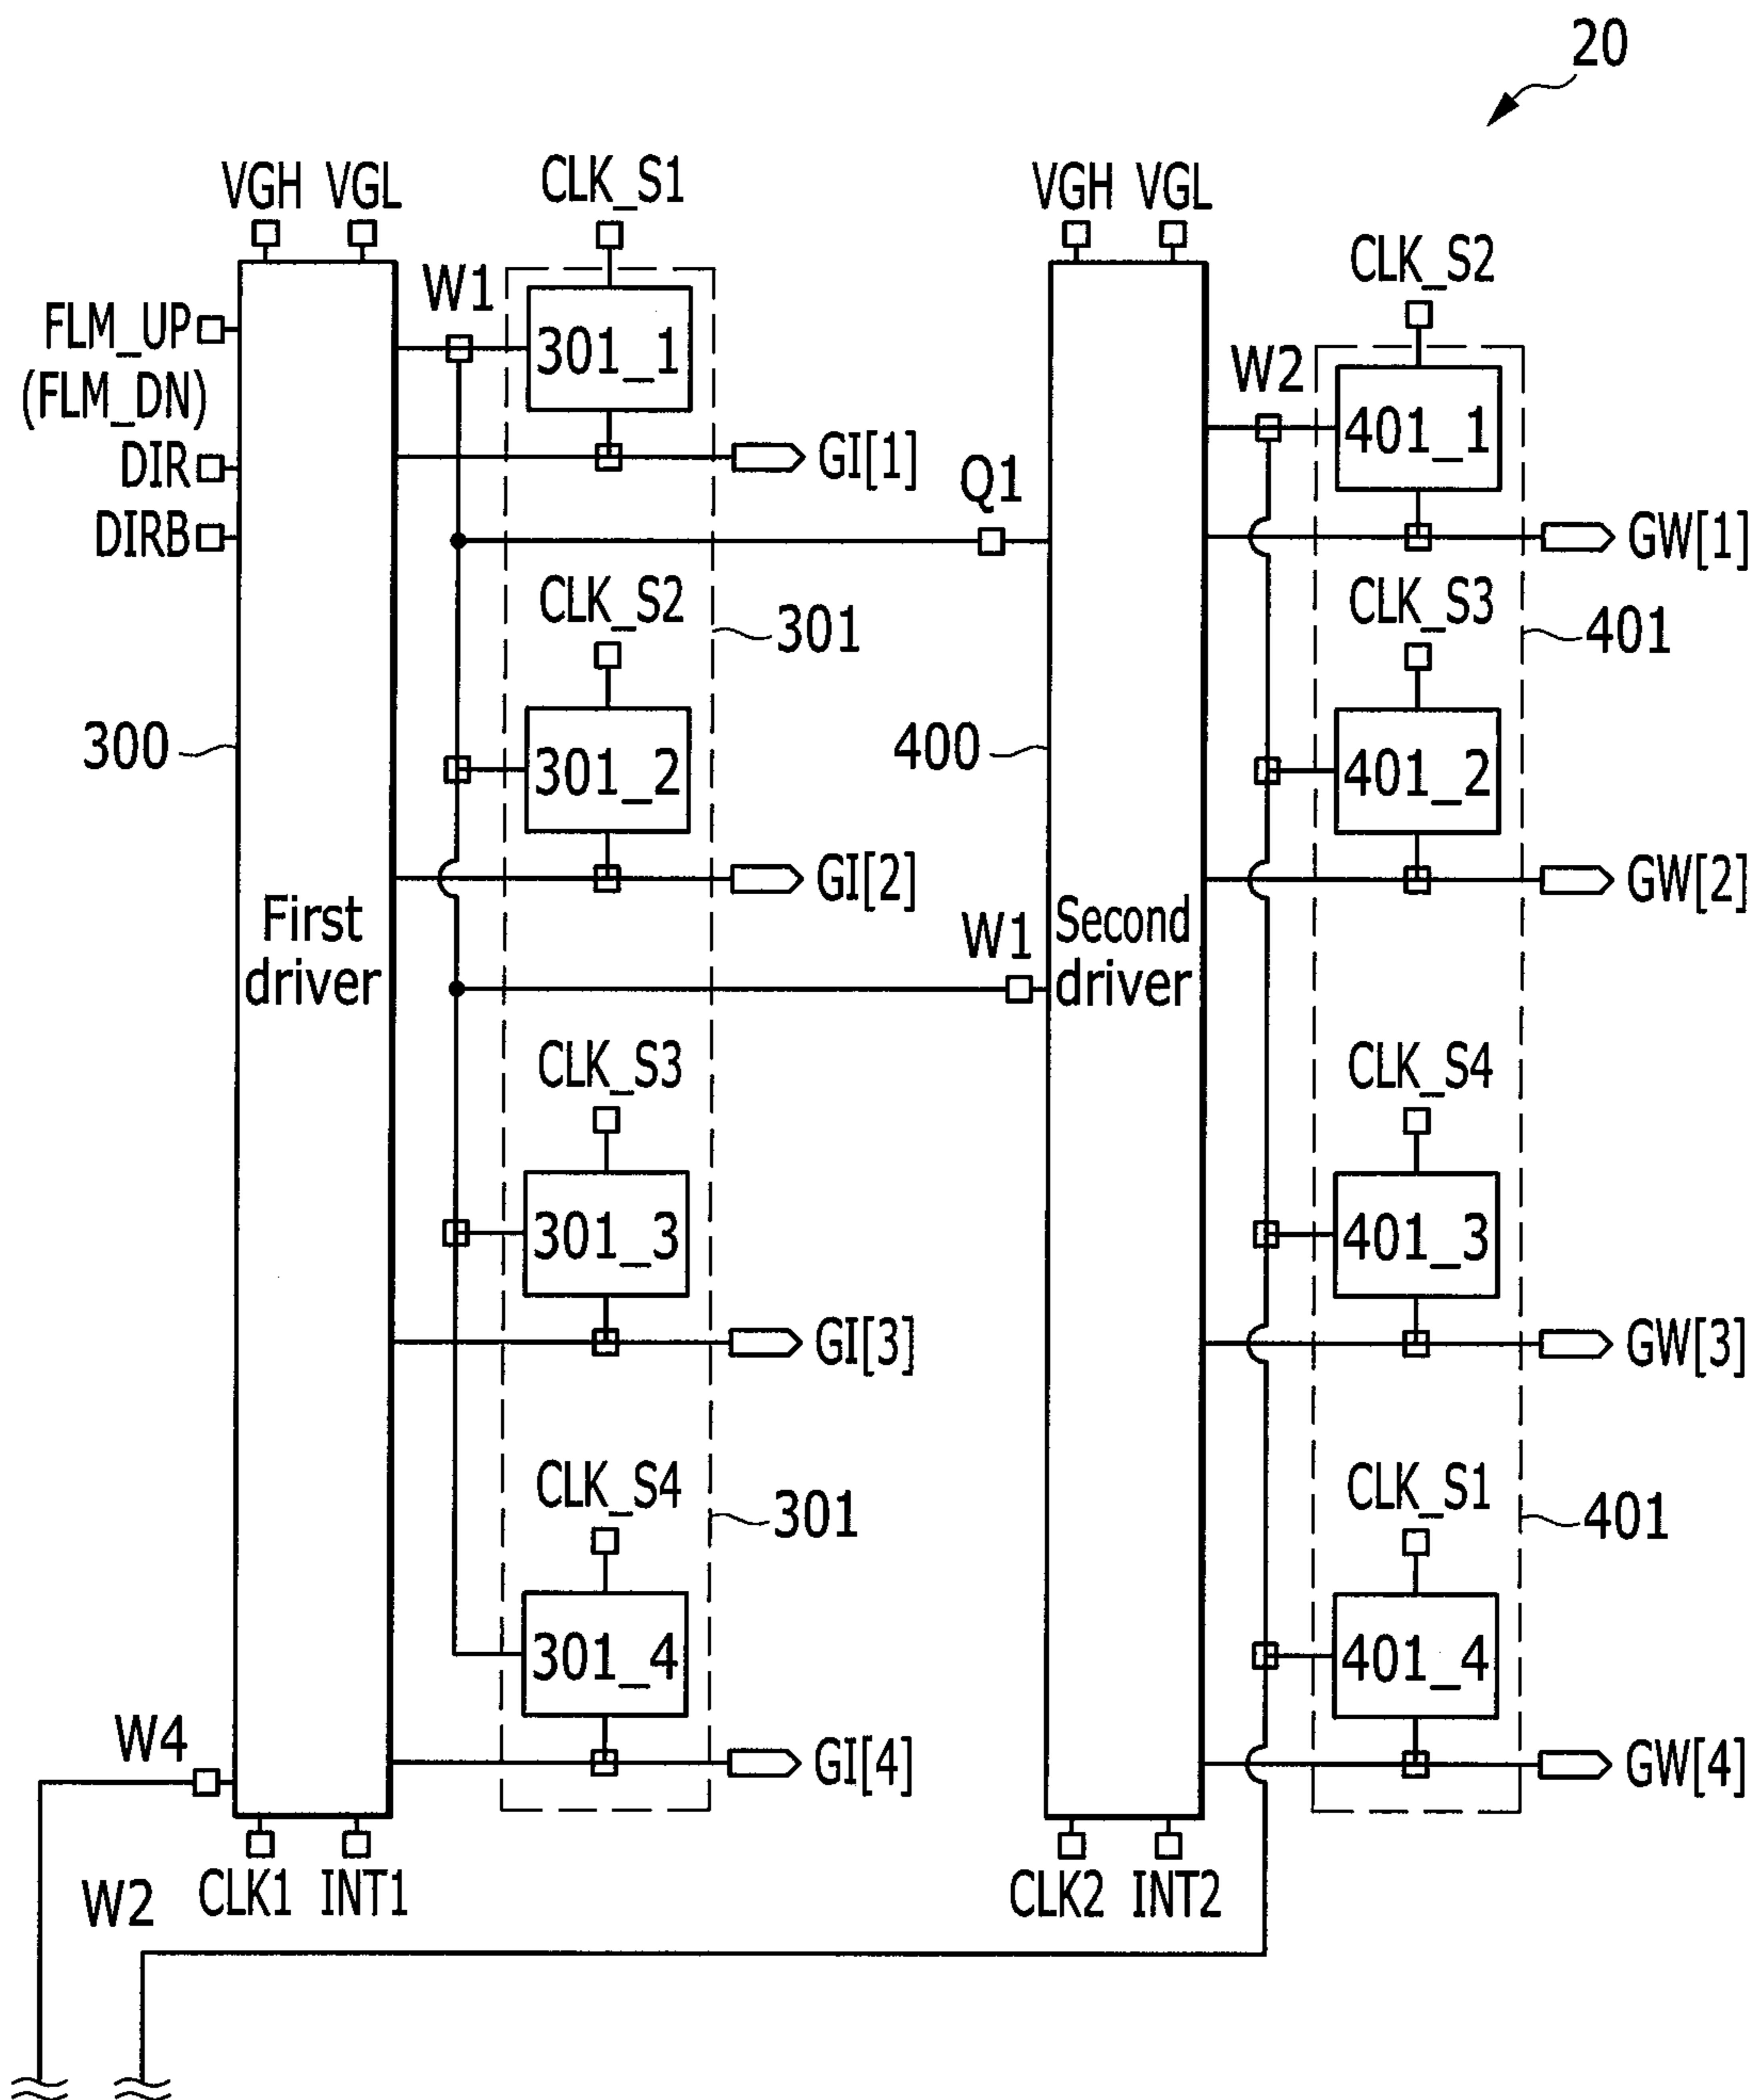 20
VGH VGL
CLK_S1
VGH VGL
CLK_S2
W1
FLM_UP
(FLM_DN)
301_1
W2
401_1
DIR
GI[1]
Q1
DIRB
GW[1]
CLK_S2
CLK_S3
301
401
300
301_2
400
401_2
GI[2]
GW[2]
First
driver
W1
Second
driver
CLK_S3
CLK_S4
301_3
401_3
GI[3]
GW[3]
CLK_S4
CLK_S1
301
401
301_4
401_4
W4
GI[4]
GW[4]
CLK1 INT1
CLK2 INT2
W2